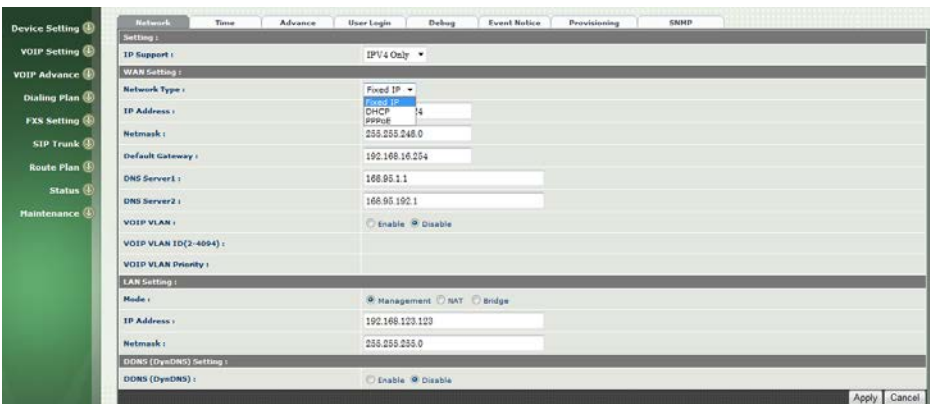 Network Time Advance User Login Debug Event Notice Provisioning SNMP
Device Setting
VOIP Setting
VOIP Advance
Dialing Plan
FXS Setting
SIP Trunk
Route Plan
Status
Maintenance
Setting :
IP Support : IPV4 Only
WAN Setting :
Network Type : Fixed IP
Fixed IP
DHCP
PPPoE
IP Address : 4
Netmask : 255.255.248.0
Default Gateway : 192.168.16.254
DNS Server1 : 168.95.1.1
DNS Server2 : 168.95.192.1
VOIP VLAN : Enable Disable
VOIP VLAN ID(2-4094) :
VOIP VLAN Priority :
LAN Setting :
Mode : Management NAT Bridge
IP Address : 192.168.123.123
Netmask : 255.255.255.0
DDNS (DynDNS) Setting :
DDNS (DynDNS) : Enable Disable
Apply Cancel